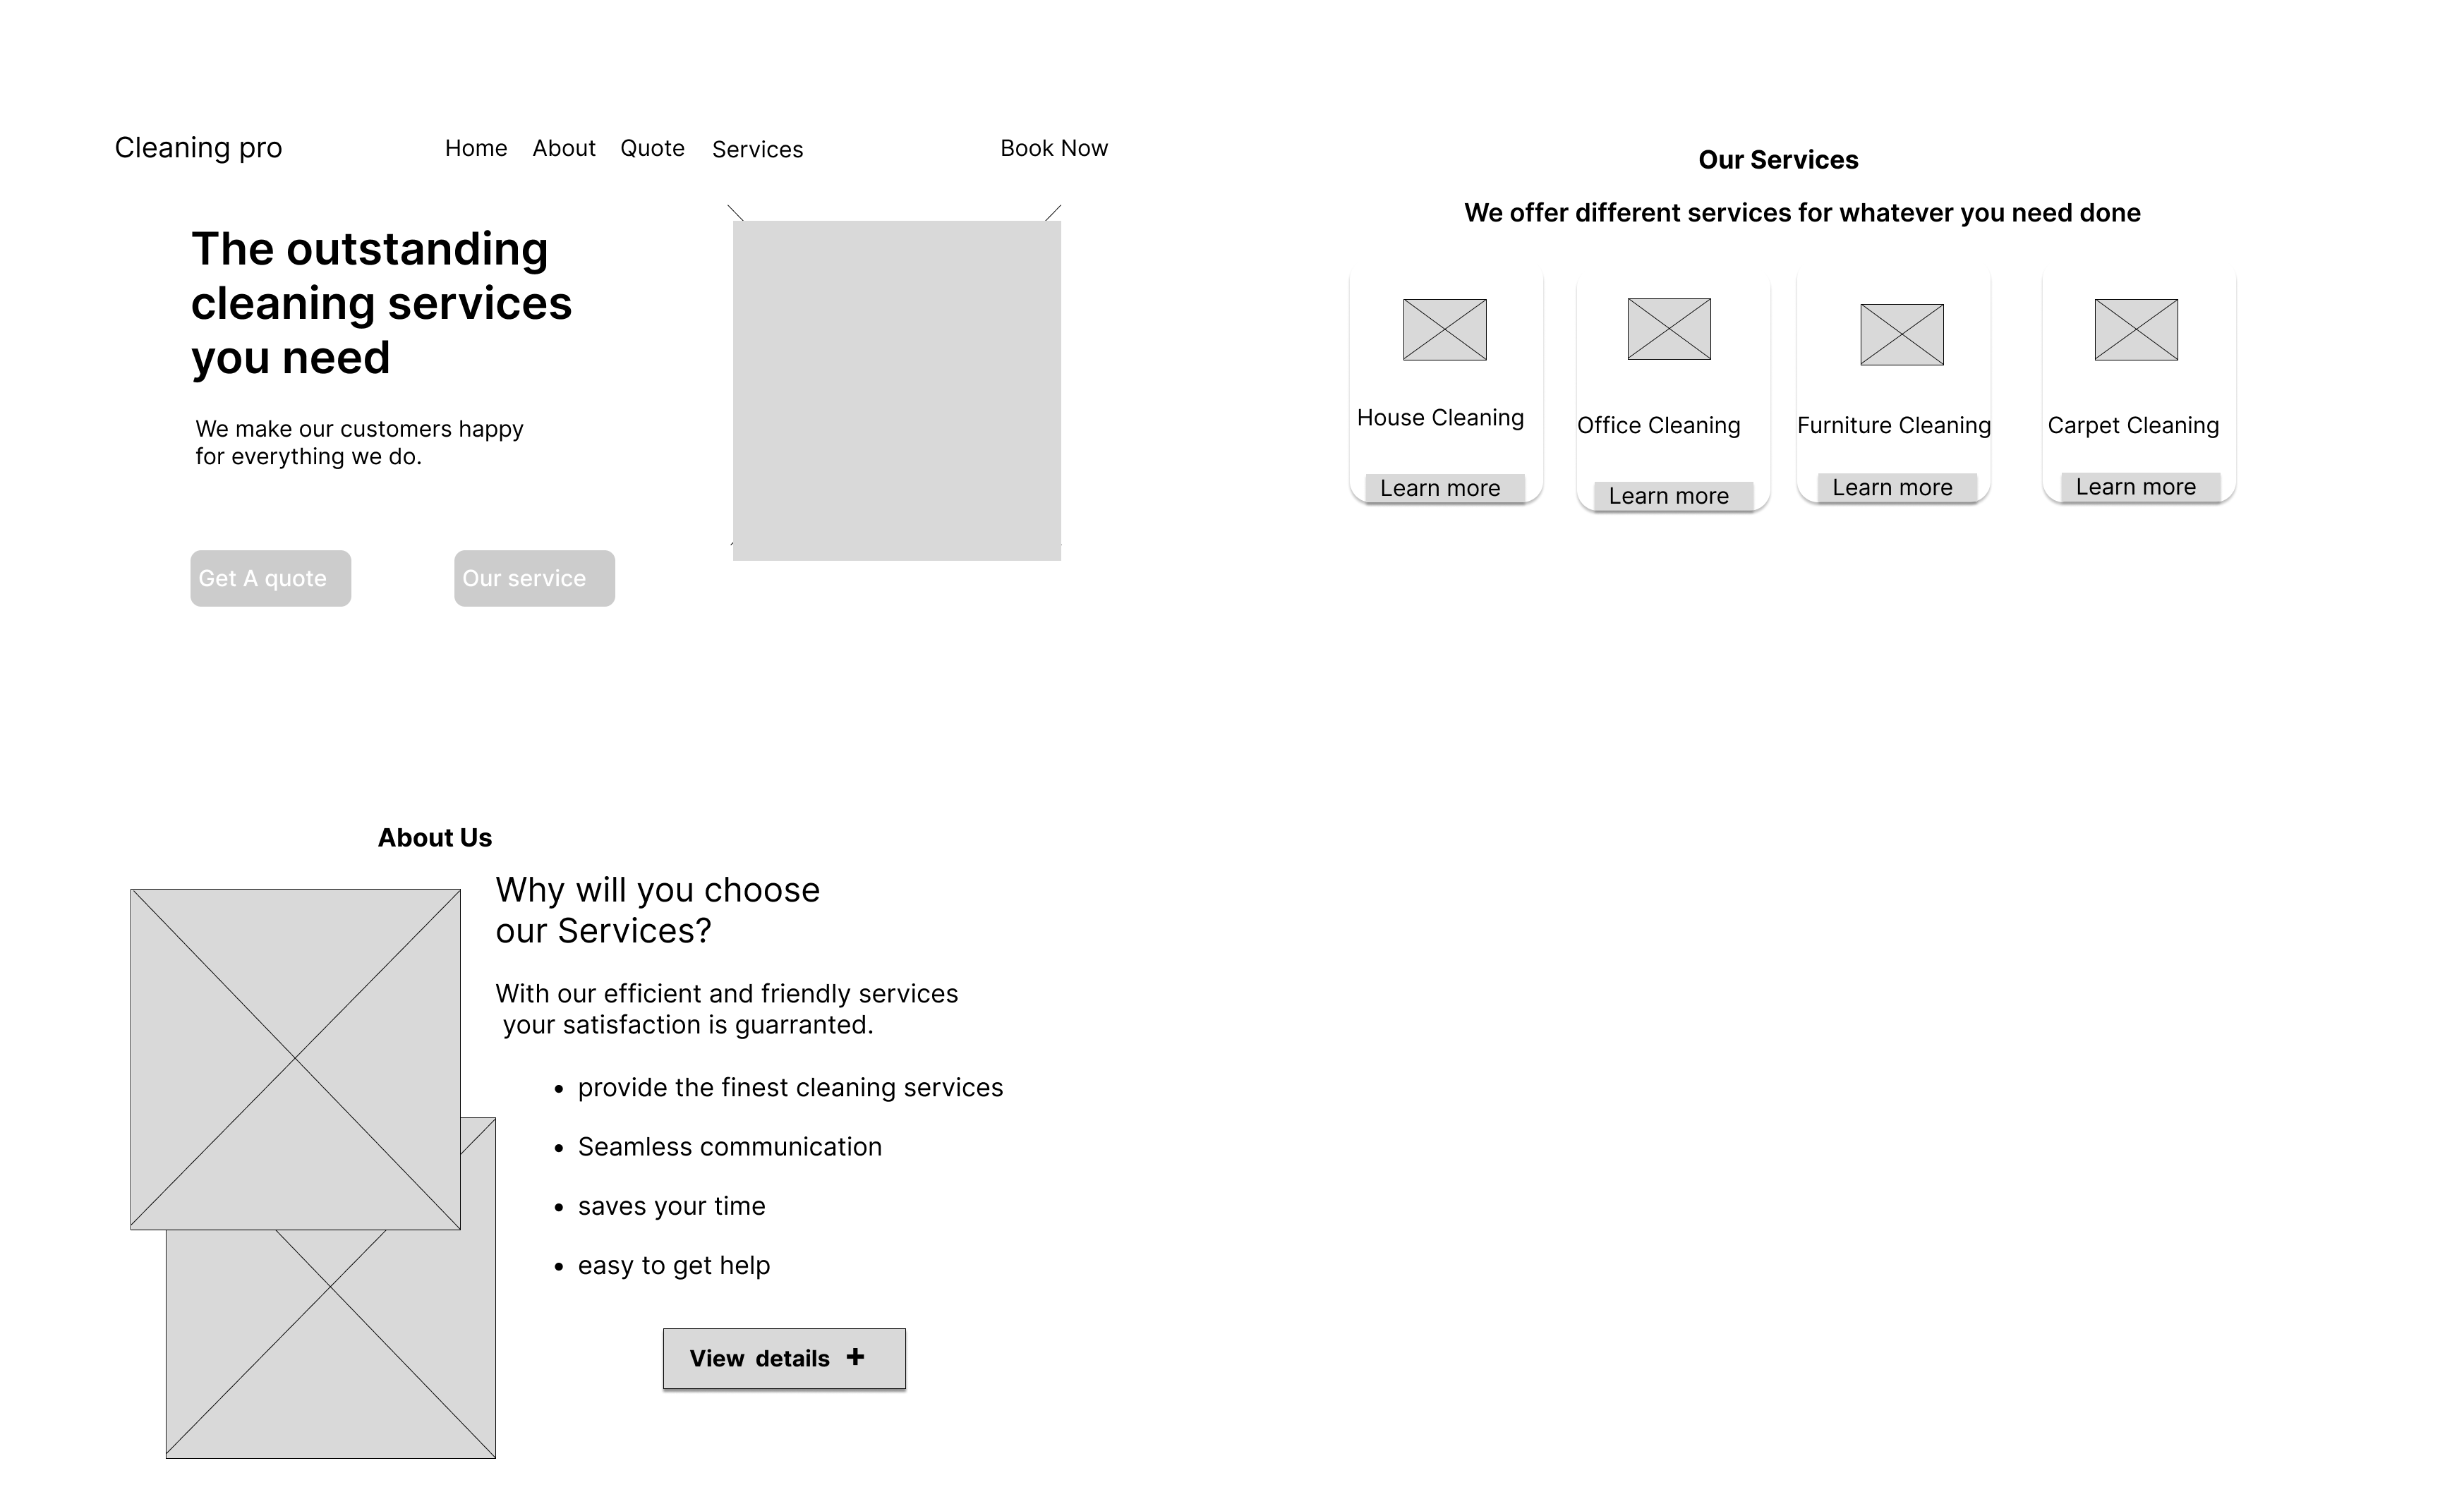 Cleaning pro
Home
About
Quote
Services
Book Now
The outstanding
cleaning services
you need
We make our customers happy
for everything we do.
Get A quote
Our service
Our Services
We offer different services for whatever you need done
House Cleaning
Learn more
Office Cleaning
Learn more
Furniture Cleaning
Learn more
Carpet Cleaning
Learn more
About Us
Why will you choose
our Services?
With our efficient and friendly services
your satisfaction is guarranted.
• provide the finest cleaning services
• Seamless communication
• saves your time
• easy to get help
View details +